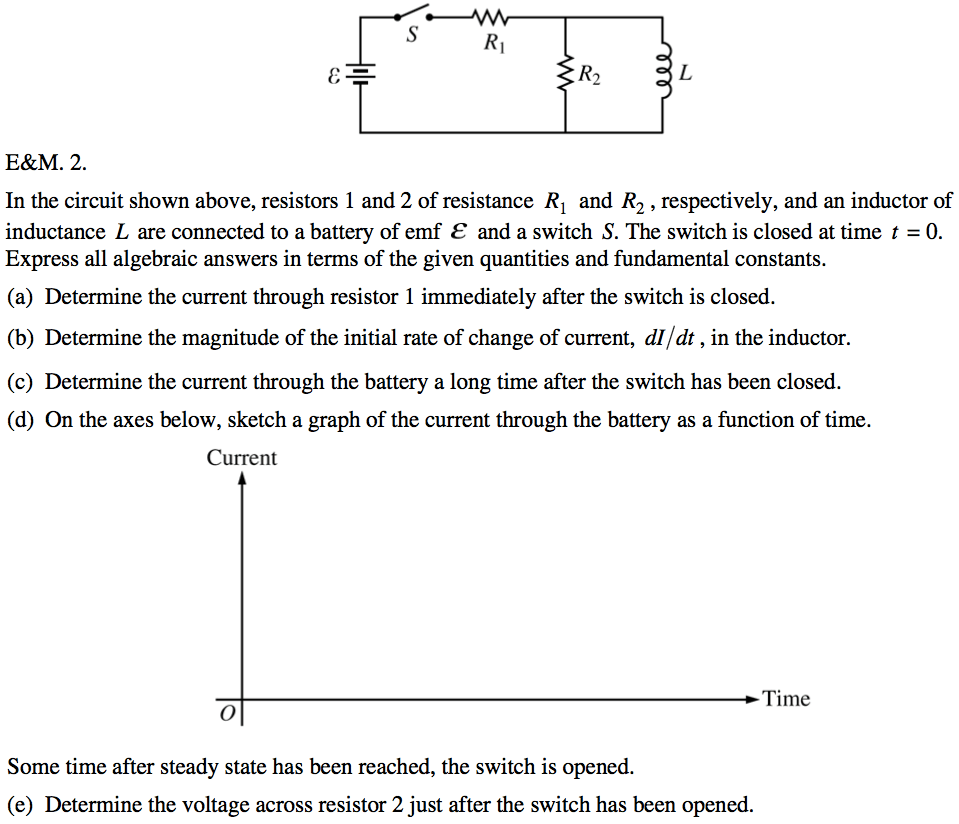 S
R₁
ℰ
R₂
L
E&M. 2.
In the circuit shown above, resistors 1 and 2 of resistance R₁ and R₂ , respectively, and an inductor of
inductance L are connected to a battery of emf ℰ and a switch S. The switch is closed at time t = 0.
Express all algebraic answers in terms of the given quantities and fundamental constants.
(a) Determine the current through resistor 1 immediately after the switch is closed.
(b) Determine the magnitude of the initial rate of change of current, dI/dt , in the inductor.
(c) Determine the current through the battery a long time after the switch has been closed.
(d) On the axes below, sketch a graph of the current through the battery as a function of time.
Current
Time
O
Some time after steady state has been reached, the switch is opened.
(e) Determine the voltage across resistor 2 just after the switch has been opened.